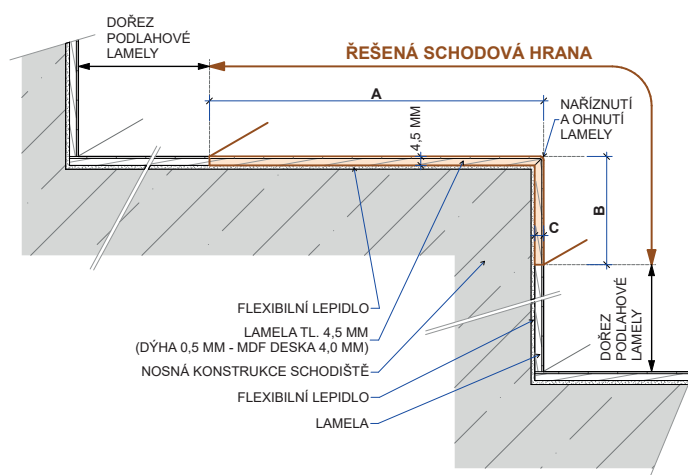 DOŘEZ
PODLAHOVÉ
LAMELY
ŘEŠENÁ SCHODOVÁ HRANA
A
4,5 MM
NAŘÍZNUTÍ
A OHNUTÍ
LAMELY
B
C
DOŘEZ
PODLAHOVÉ
LAMELY
FLEXIBILNÍ LEPIDLO
LAMELA TL. 4,5 MM
(DÝHA 0,5 MM - MDF DESKA 4,0 MM)
NOSNÁ KONSTRUKCE SCHODIŠTĚ
FLEXIBILNÍ LEPIDLO
LAMELA